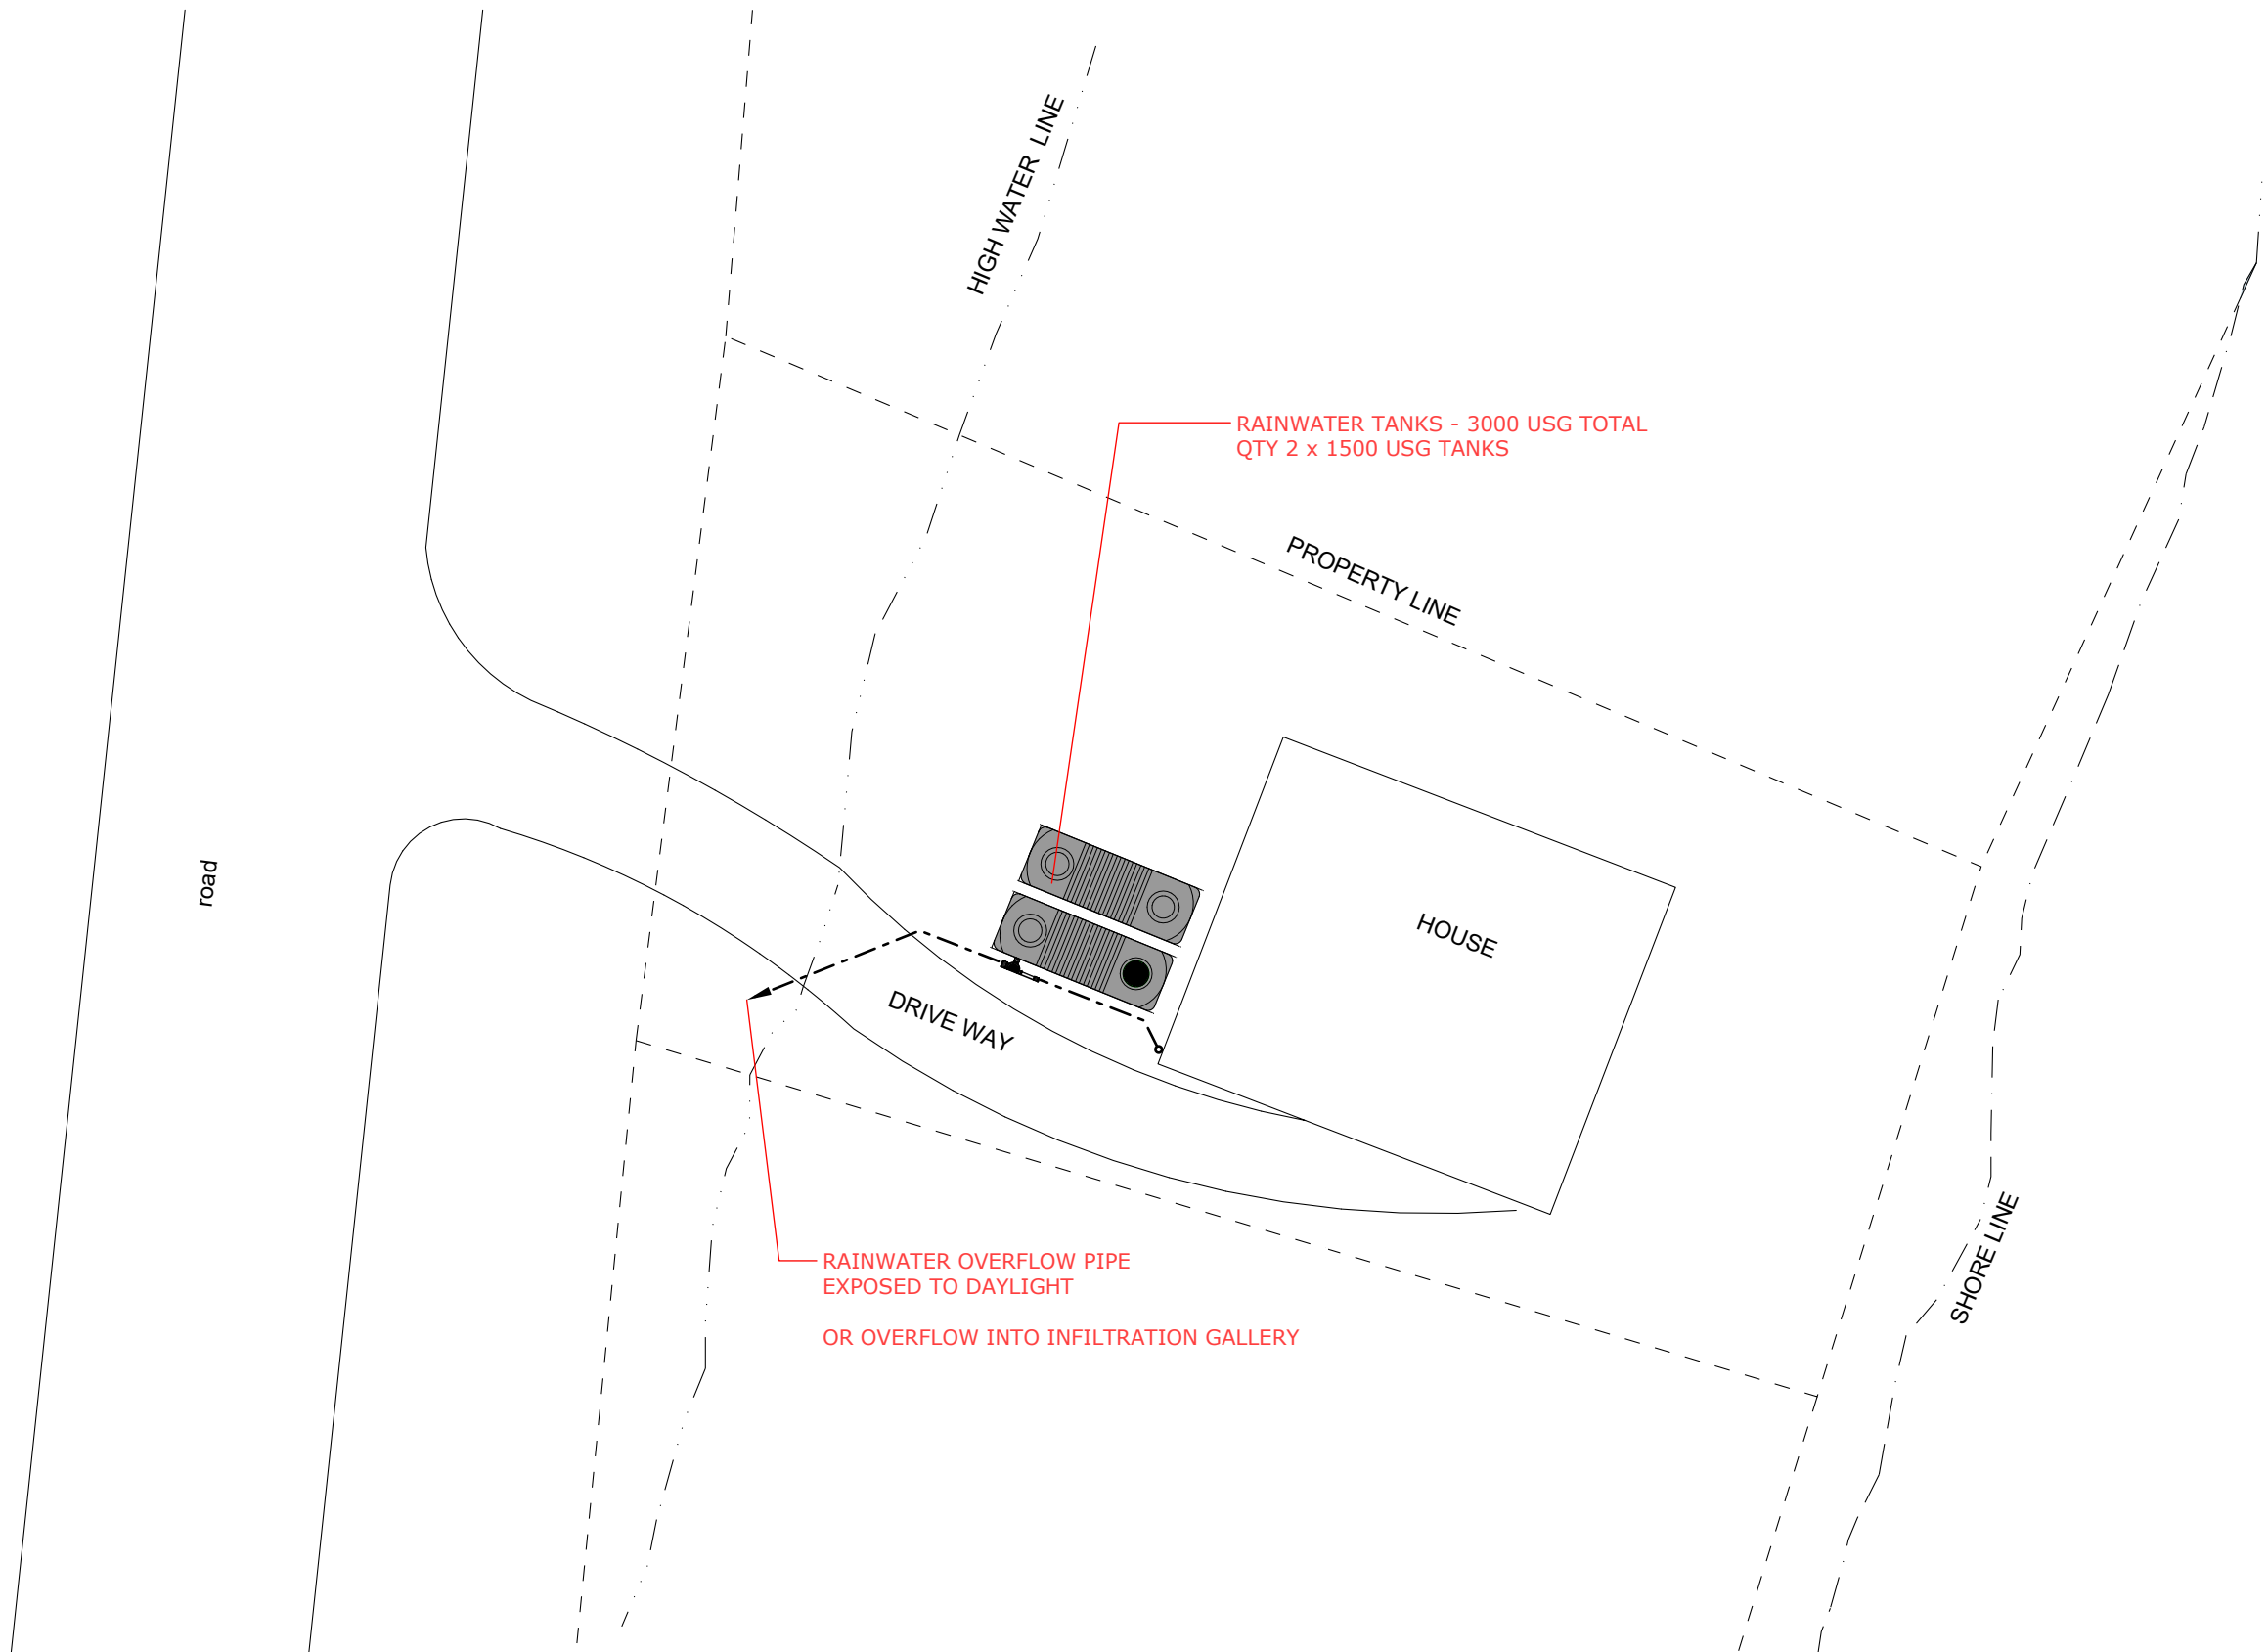 HIGH WATER LINE
RAINWATER TANKS - 3000 USG TOTAL
QTY 2 x 1500 USG TANKS
PROPERTY LINE
road
HOUSE
DRIVE WAY
SHORE LINE
RAINWATER OVERFLOW PIPE
EXPOSED TO DAYLIGHT
OR OVERFLOW INTO INFILTRATION GALLERY